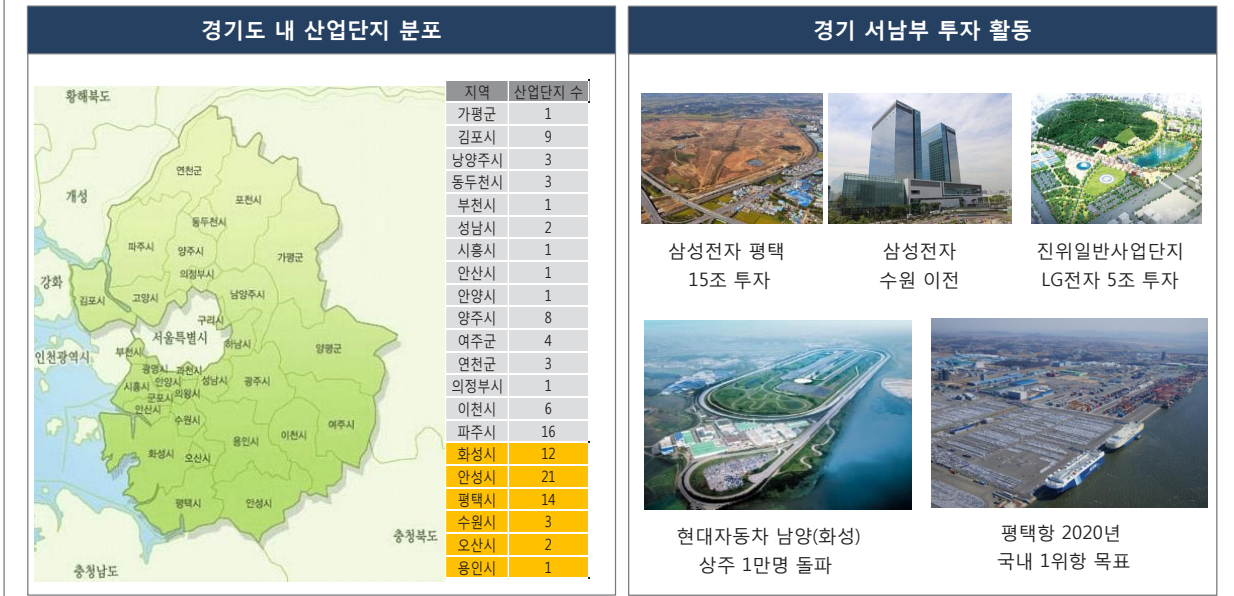 경기도 내 산업단지 분포
황해북도
개성
강화
인천광역시
충청남도
충청북도
연천군
포천시
동두천시
파주시
양주시
가평군
의정부시
김포시
고양시
남양주시
구리시
서울특별시
하남시
양평군
부천시
광명시
과천시
시흥시
안양시
성남시
광주시
군포시
의왕시
안산시
수원시
용인시
이천시
여주시
화성시
오산시
평택시
안성시
지역 산업단지 수
가평군 1
김포시 9
낭양주시 3
동두천시 3
부천시 1
성남시 2
시흥시 1
안산시 1
안양시 1
양주시 8
여주군 4
연천군 3
의정부시 1
이천시 6
파주시 16
화성시 12
안성시 21
평택시 14
수원시 3
오산시 2
용인시 1
경기 서남부 투자 활동
삼성전자 평택
15조 투자
삼성전자
수원 이전
진위일반사업단지
LG전자 5조 투자
현대자동차 남양(화성)
상주 1만명 돌파
평택항 2020년
국내 1위항 목표